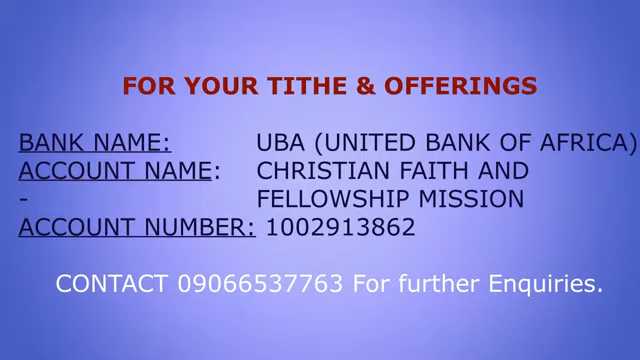 FOR YOUR TITHE & OFFERINGS
BANK NAME: UBA (UNITED BANK OF AFRICA)
ACCOUNT NAME: CHRISTIAN FAITH AND
- FELLOWSHIP MISSION
ACCOUNT NUMBER: 1002913862
CONTACT 09066537763 For further Enquiries.